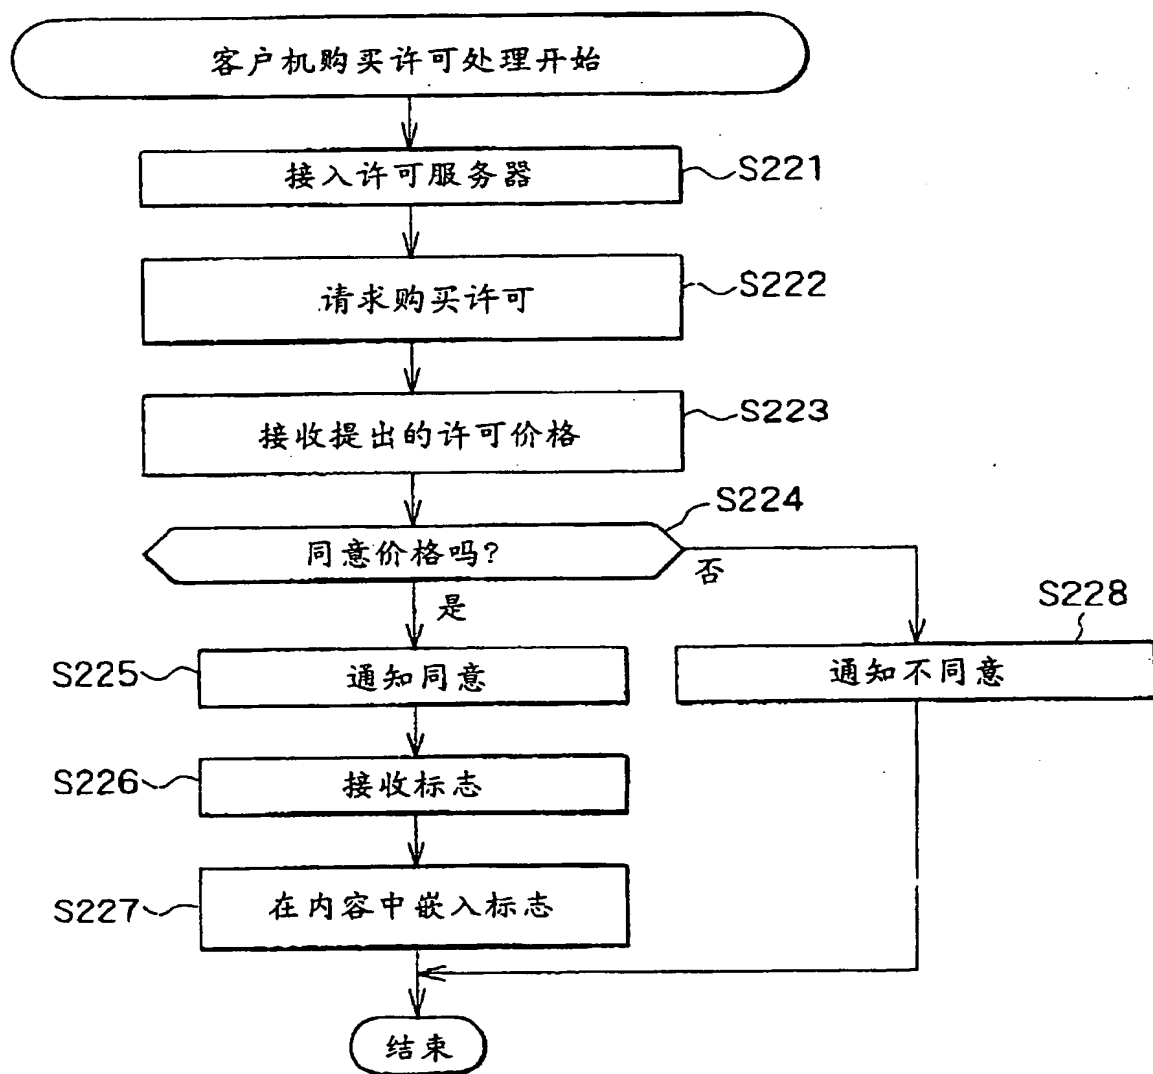 客户机购买许可处理开始
接入许可服务器
S221
请求购买许可
S222
接收提出的许可价格
S223
S224
同意价格吗?
否
是
S228
S225
通知同意
通知不同意
S226
接收标志
S227
在内容中嵌入标志
结束